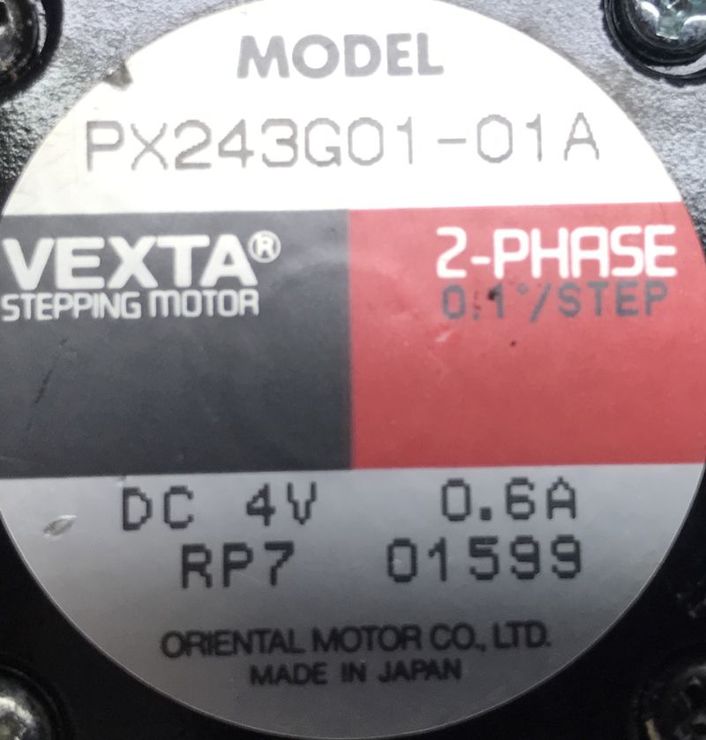 MODEL
PX243G01-01A
VEXTA®
STEPPING MOTOR
2-PHASE
0.1°/STEP
DC 4V 0.6A
RP7 01599
ORIENTAL MOTOR CO., LTD.
MADE IN JAPAN